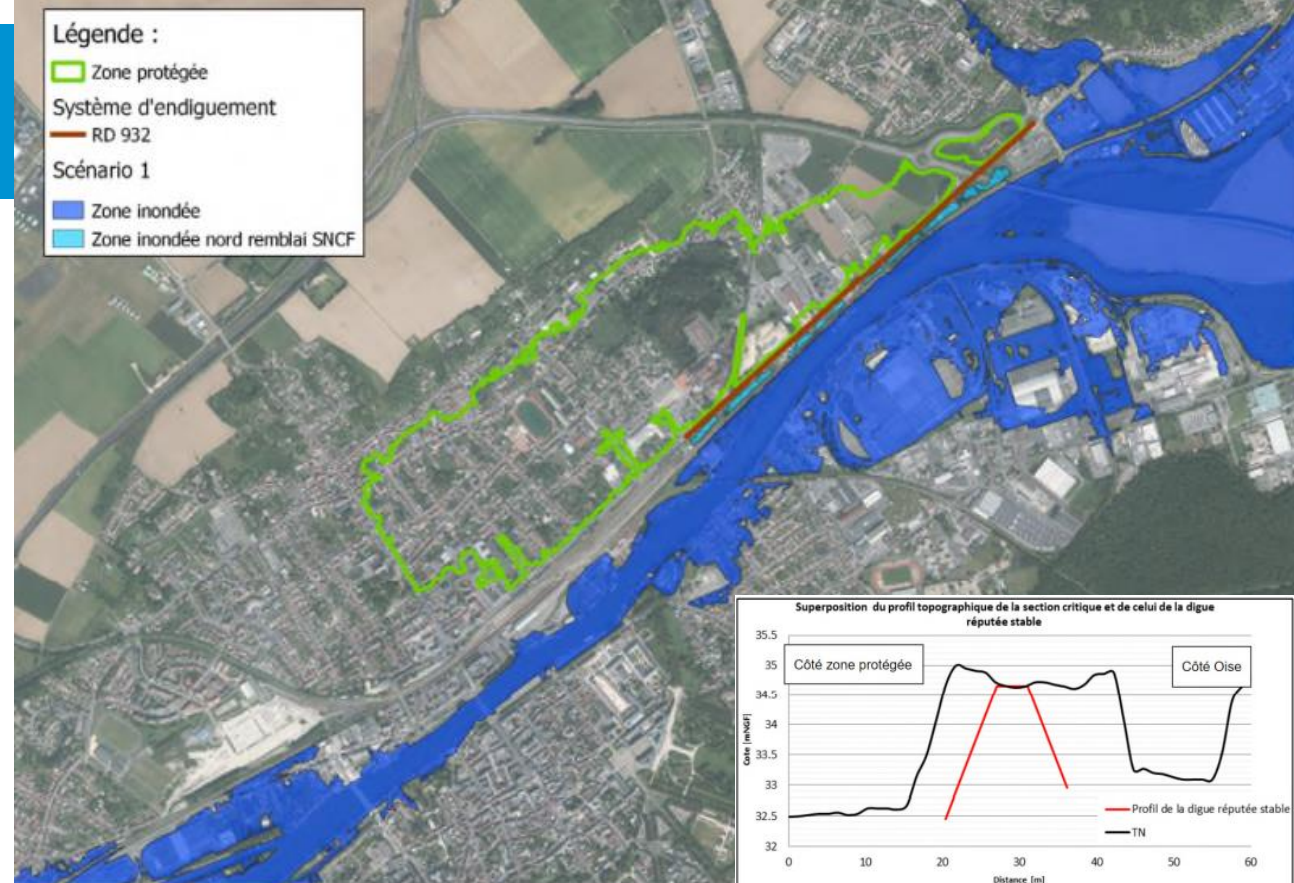 Légende :
Zone protégée
Système d'endiguement
RD 932
Scénario 1
Zone inondée
Zone inondée nord remblai SNCF
Superposition du profil topographique de la section critique et de celui de la digue
réputée stable
35.5
35
34.5
34
33.5
33
32.5
32
Cote [mNGF]
Côté zone protégée
Côté Oise
Profil de la digue réputée stable
TN
0 10 20 30 40 50 60
Distance [m]